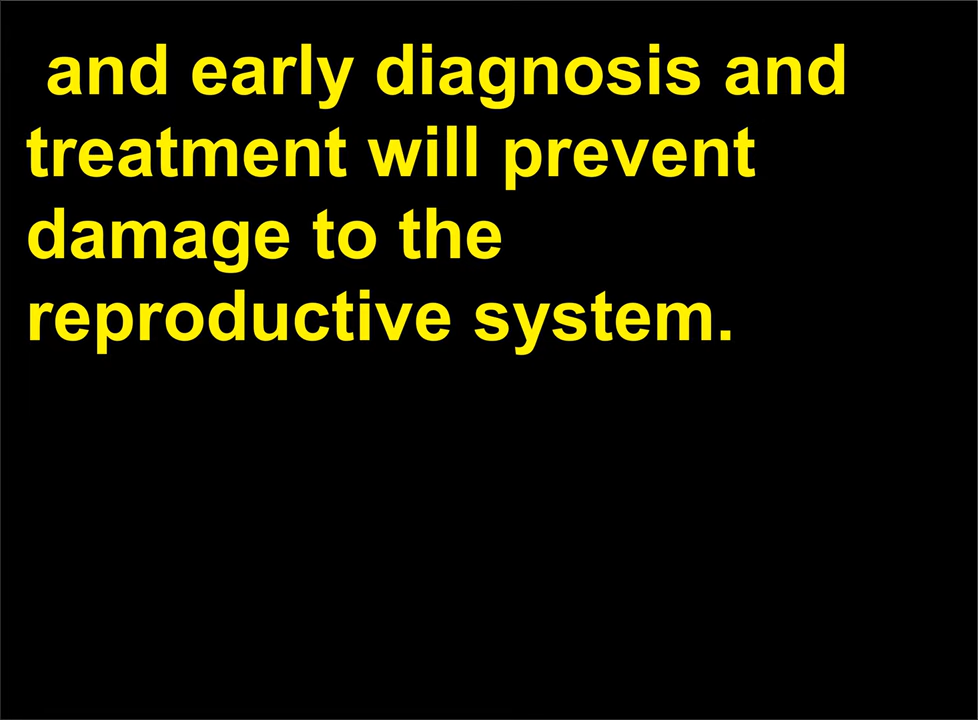 and early diagnosis and
treatment will prevent
damage to the
reproductive system.